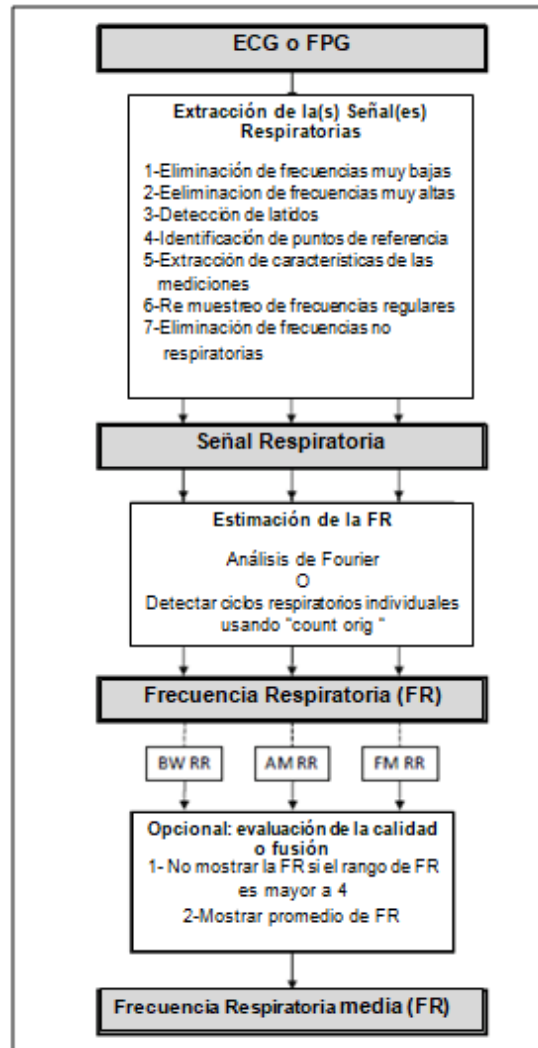 ECG o FPG
Extracción de la(s) Señal(es)
Respiratorias
1-Eliminación de frecuencias muy bajas
2-Eeliminacion de frecuencias muy altas
3-Detección de latidos
4-Identificación de puntos de referencia
5-Extracción de características de las
mediciones
6-Re muestreo de frecuencias regulares
7-Eliminación de frecuencias no
respiratorias
Señal Respiratoria
Estimación de la FR
Análisis de Fourier
O
Detectar ciclos respiratorios individuales
usando "count orig "
Frecuencia Respiratoria (FR)
BW RR
AM RR
FM RR
Opcional: evaluación de la calidad
o fusión
1- No mostrar la FR si el rango de FR
es mayor a 4
2-Mostrar promedio de FR
Frecuencia Respiratoria media (FR)